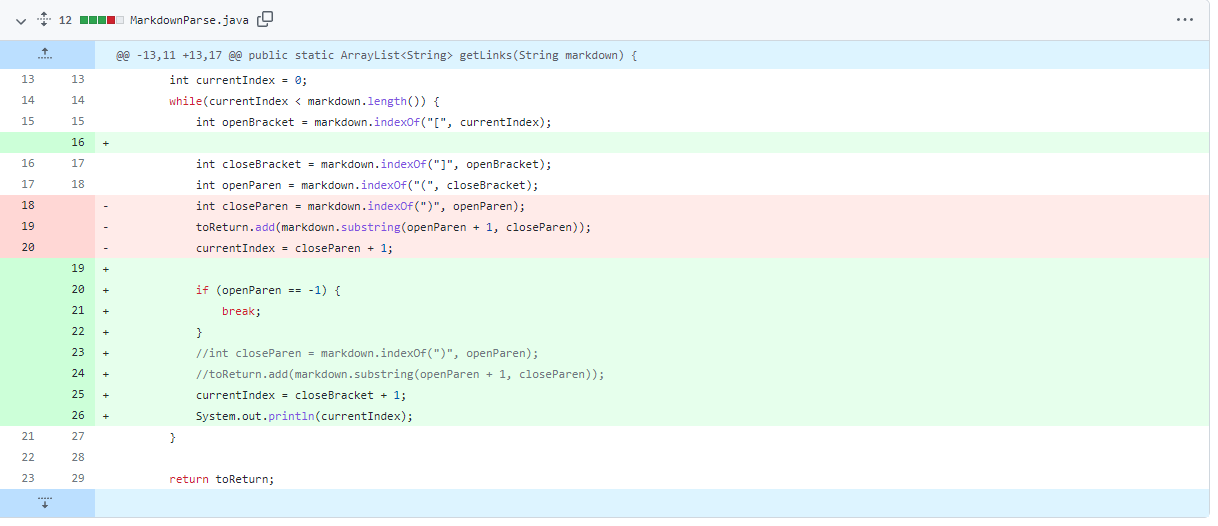 12 MarkdownParse.java
@@ -13,11 +13,17 @@ public static ArrayList<String> getLinks(String markdown) {
13 13 int currentIndex = 0;
14 14 while(currentIndex < markdown.length()) {
15 15 int openBracket = markdown.indexOf("[", currentIndex);
16 +
16 17 int closeBracket = markdown.indexOf("]", openBracket);
17 18 int openParen = markdown.indexOf("(", closeBracket);
18 - int closeParen = markdown.indexOf(")", openParen);
19 - toReturn.add(markdown.substring(openParen + 1, closeParen));
20 - currentIndex = closeParen + 1;
19 +
20 + if (openParen == -1) {
21 + break;
22 + }
23 + //int closeParen = markdown.indexOf(")", openParen);
24 + //toReturn.add(markdown.substring(openParen + 1, closeParen));
25 + currentIndex = closeBracket + 1;
26 + System.out.println(currentIndex);
21 27 }
22 28
23 29 return toReturn;